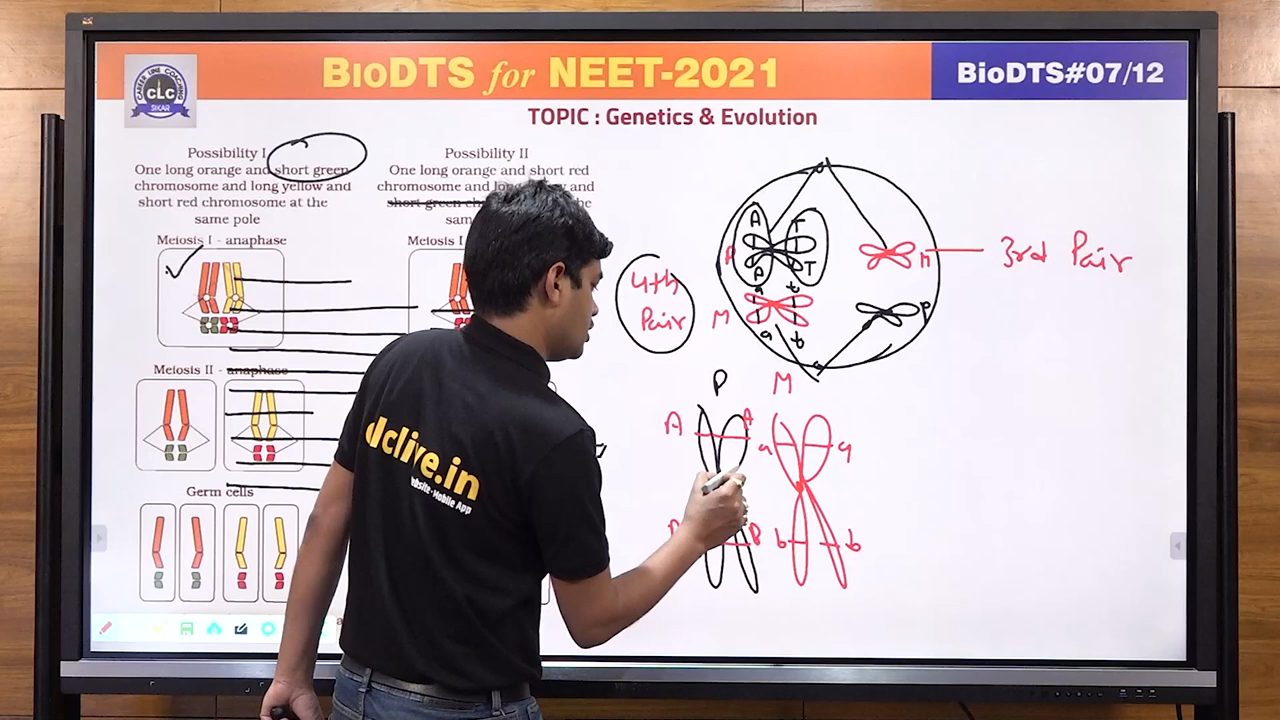 BioDTS for NEET-2021
BioDTS#07/12
CLC
SIKAR
TOPIC : Genetics & Evolution
Possibility I
One long orange and short green
chromosome and long yellow and
short red chromosome at the
same pole
Meiosis I - anaphase
Meiosis II - anaphase
Germ cells
Possibility II
One long orange and short red
chromosome and
and
short green
sam
Meiosis I
4th
Pair
A T
P
T
a t
M
a t
M
3rd Pair
P
P M
A A a a
B b b
dclive.in
Website - Mobile App